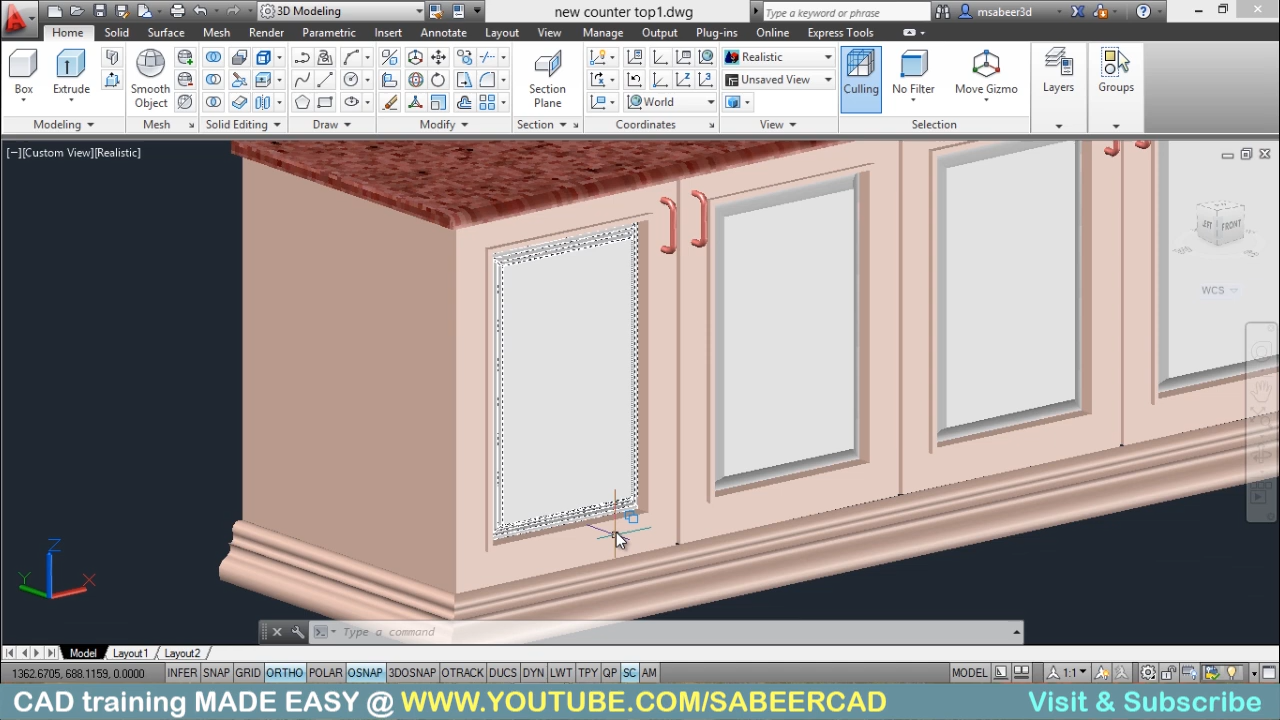 3D Modeling
new counter top1.dwg
Type a keyword or phrase
msabeer3d
Home Solid Surface Mesh Render Parametric Insert Annotate Layout View Manage Output Plug-ins Online Express Tools
Box
Extrude
Smooth Object
Section Plane
Realistic
Unsaved View
World
Culling
No Filter
Move Gizmo
Layers
Groups
Modeling Mesh Solid Editing Draw Modify Section Coordinates View Selection
[−][Custom View][Realistic]
FRONT
WCS
Z
Y X
Type a command
Model Layout1 Layout2
1362.6705, 688.1159, 0.0000 INFER SNAP GRID ORTHO POLAR OSNAP 3DOSNAP OTRACK DUCS DYN LWT TPY QP SC AM MODEL 1:1
CAD training MADE EASY @ WWW.YOUTUBE.COM/SABEERCAD Visit & Subscribe